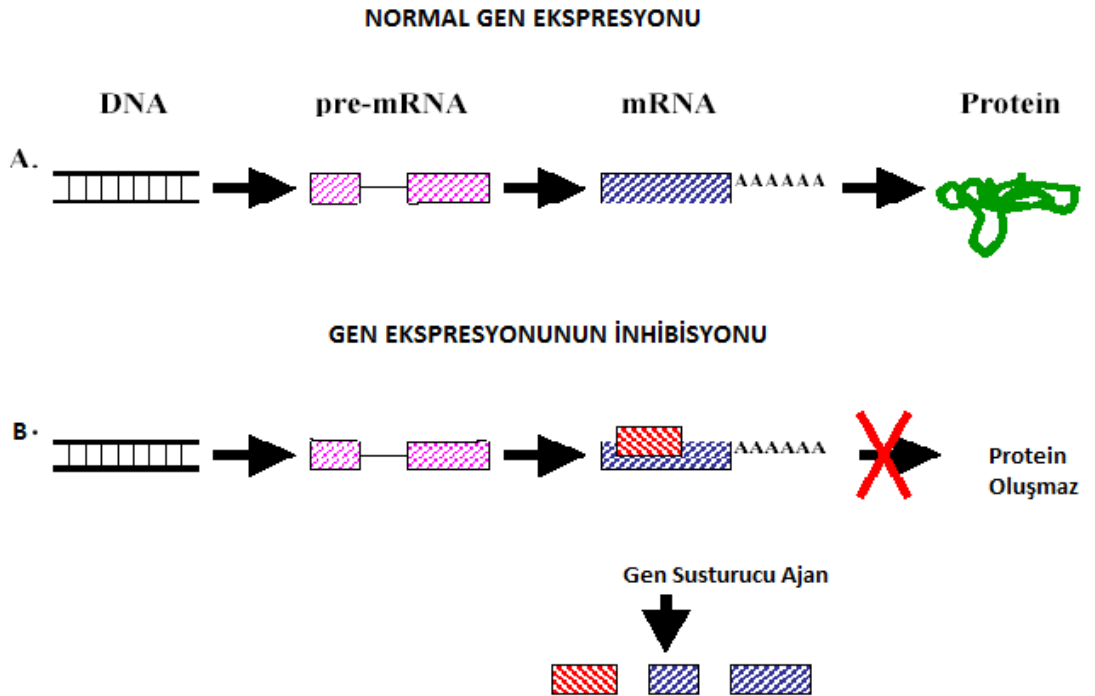 NORMAL GEN EKSPRESYONU
DNA pre-mRNA mRNA Protein
A.
AAAAAA
GEN EKSPRESYONUNUN İNHİBİSYONU
B.
AAAAAA
Protein
Oluşmaz
Gen Susturucu Ajan